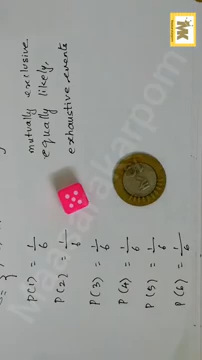 mutually exclusive.
equally likely,
exhaustive events
P(1) = 1/6
P(2) = 1/6
P(3) = 1/6
P(4) = 1/6
P(5) = 1/6
P(6) = 1/6